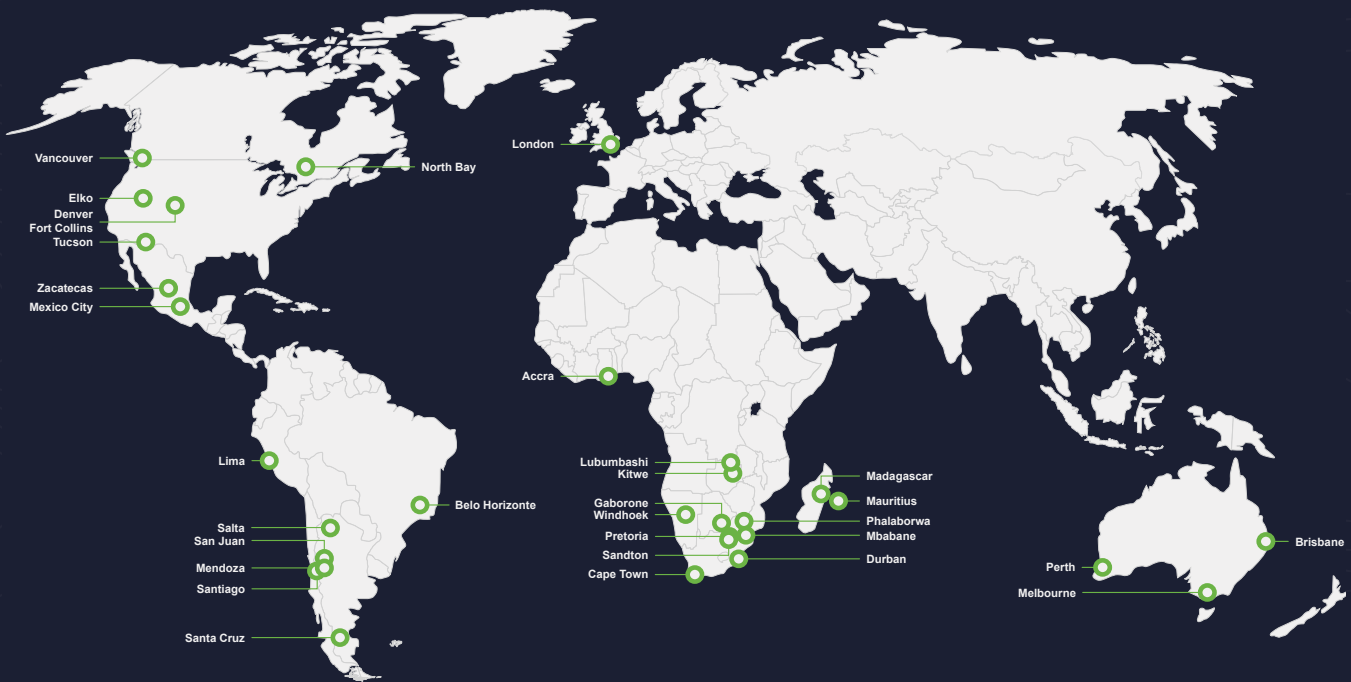 Vancouver
North Bay
Elko
Denver
Fort Collins
Tucson
Zacatecas
Mexico City
Lima
Belo Horizonte
Salta
San Juan
Mendoza
Santiago
Santa Cruz
London
Accra
Lubumbashi
Kitwe
Gaborone
Windhoek
Pretoria
Sandton
Cape Town
Madagascar
Mauritius
Phalaborwa
Mbabane
Durban
Brisbane
Perth
Melbourne